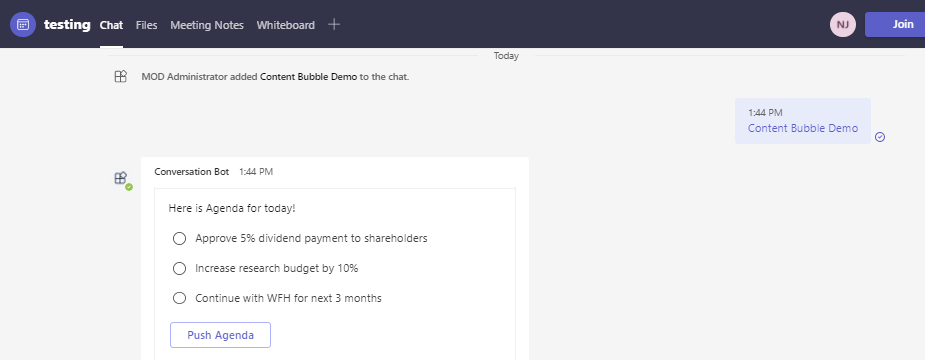 testing Chat Files Meeting Notes Whiteboard NJ Join
Today
MOD Administrator added Content Bubble Demo to the chat.
1:44 PM
Content Bubble Demo
Conversation Bot 1:44 PM
Here is Agenda for today!
Approve 5% dividend payment to shareholders
Increase research budget by 10%
Continue with WFH for next 3 months
Push Agenda